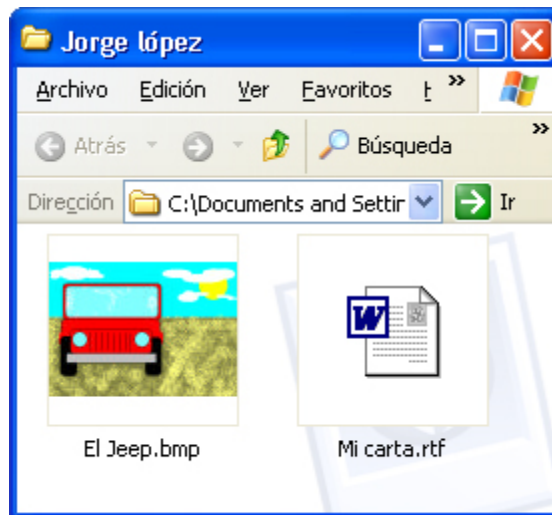 Jorge lópez
Archivo Edición Ver Favoritos »
Atrás Búsqueda »
Dirección C:\Documents and Settir Ir
W
El Jeep.bmp Mi carta.rtf